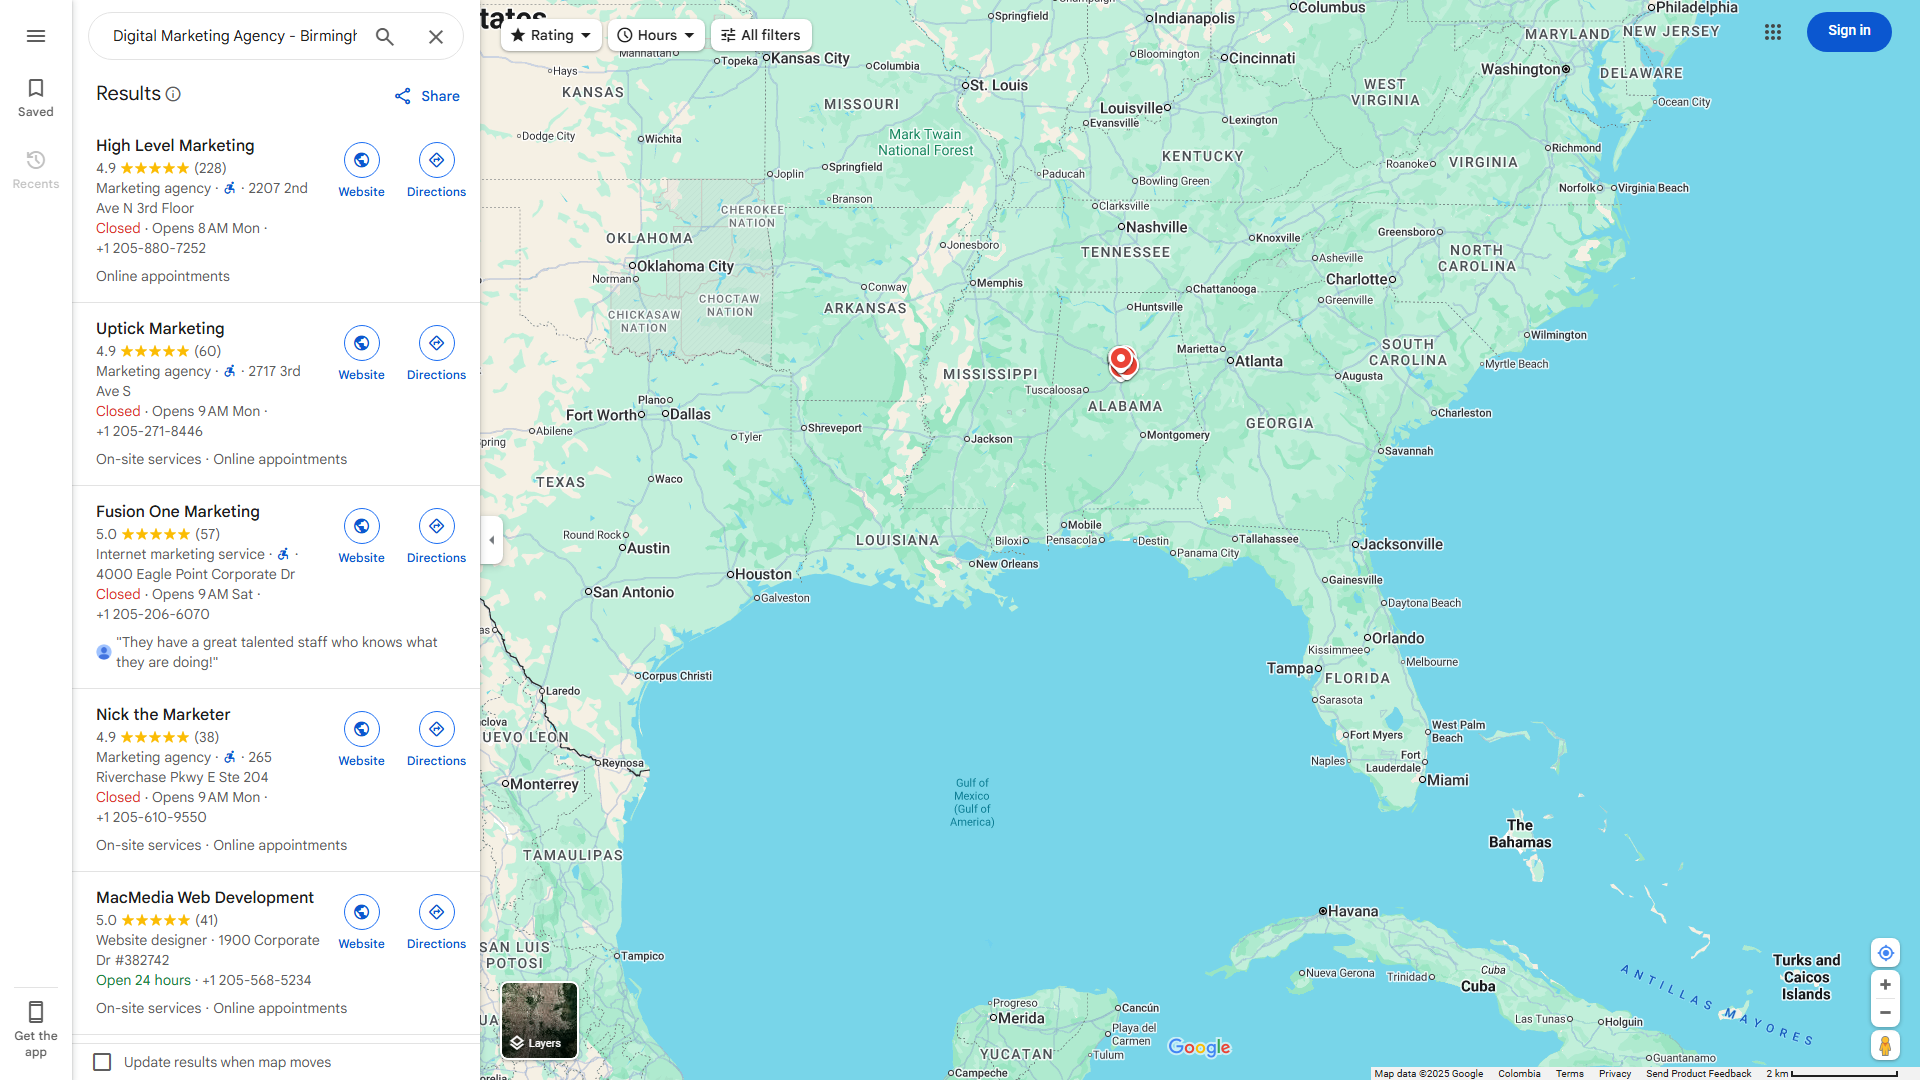 Digital Marketing Agency - Birmingh
Saved
Recents
Get the
app
Results
Share
High Level Marketing
4.9 (228)
Marketing agency · · 2207 2nd
Ave N 3rd Floor
Closed · Opens 8 AM Mon ·
+1 205-880-7252
Online appointments
Website
Directions
Uptick Marketing
4.9 (60)
Marketing agency · · 2717 3rd
Ave S
Closed · Opens 9 AM Mon ·
+1 205-271-8446
On-site services · Online appointments
Website
Directions
Fusion One Marketing
5.0 (57)
Internet marketing service · ·
4000 Eagle Point Corporate Dr
Closed · Opens 9 AM Sat ·
+1 205-206-6070
"They have a great talented staff who knows what
they are doing!"
Website
Directions
Nick the Marketer
4.9 (38)
Marketing agency · · 265
Riverchase Pkwy E Ste 204
Closed · Opens 9 AM Mon ·
+1 205-610-9550
On-site services · Online appointments
Website
Directions
MacMedia Web Development
5.0 (41)
Website designer · 1900 Corporate
Dr #382742
Open 24 hours · +1 205-568-5234
On-site services · Online appointments
Website
Directions
Update results when map moves
Rating
Hours
All filters
Sign in
tates
Springfield
Indianapolis
Columbus
Philadelphia
MARYLAND
NEW JERSEY
Manhattan
Topeka
Kansas City
Columbia
Bloomington
Cincinnati
Washington
DELAWARE
Hays
KANSAS
MISSOURI
St. Louis
Louisville
Evansville
Lexington
WEST
VIRGINIA
Ocean City
Dodge City
Wichita
Mark Twain
National Forest
KENTUCKY
Richmond
Roanoke
VIRGINIA
Springfield
Joplin
Paducah
Bowling Green
Norfolk
Virginia Beach
Branson
Clarksville
CHEROKEE
NATION
Nashville
TENNESSEE
Greensboro
OKLAHOMA
Jonesboro
Knoxville
NORTH
CAROLINA
Oklahoma City
Norman
Asheville
Charlotte
Conway
Memphis
Chattanooga
Greenville
CHOCTAW
NATION
ARKANSAS
Huntsville
CHICKASAW
NATION
Wilmington
Marietta
Atlanta
SOUTH
CAROLINA
Myrtle Beach
MISSISSIPPI
Tuscaloosa
Augusta
Plano
Fort Worth
Dallas
ALABAMA
Charleston
Abilene
Tyler
Shreveport
GEORGIA
pring
Jackson
Montgomery
Savannah
TEXAS
Waco
Mobile
Round Rock
Austin
LOUISIANA
Biloxi
Pensacola
Destin
Tallahassee
Jacksonville
Panama City
New Orleans
Houston
Gainesville
San Antonio
Galveston
Daytona Beach
as
Orlando
Kissimmee
Melbourne
Tampa
FLORIDA
Corpus Christi
Laredo
Sarasota
clova
UEVO LEON
West Palm
Beach
Fort Myers
Reynosa
Naples
Fort
Lauderdale
Monterrey
Miami
Gulf of
Mexico
(Gulf of
America)
The
Bahamas
TAMAULIPAS
Havana
SAN LUIS
POTOSI
Tampico
Nueva Gerona
Trinidad
Cuba
Cuba
Turks and
Caicos
Islands
ANTILLAS MAYORES
Progreso
Merida
Cancún
Playa del
Carmen
Tulum
Las Tunas
Holguin
YUCATAN
Campeche
Guantanamo
UA
orelia
Layers
Google
Map data ©2025 Google
Colombia
Terms
Privacy
Send Product Feedback
2 km